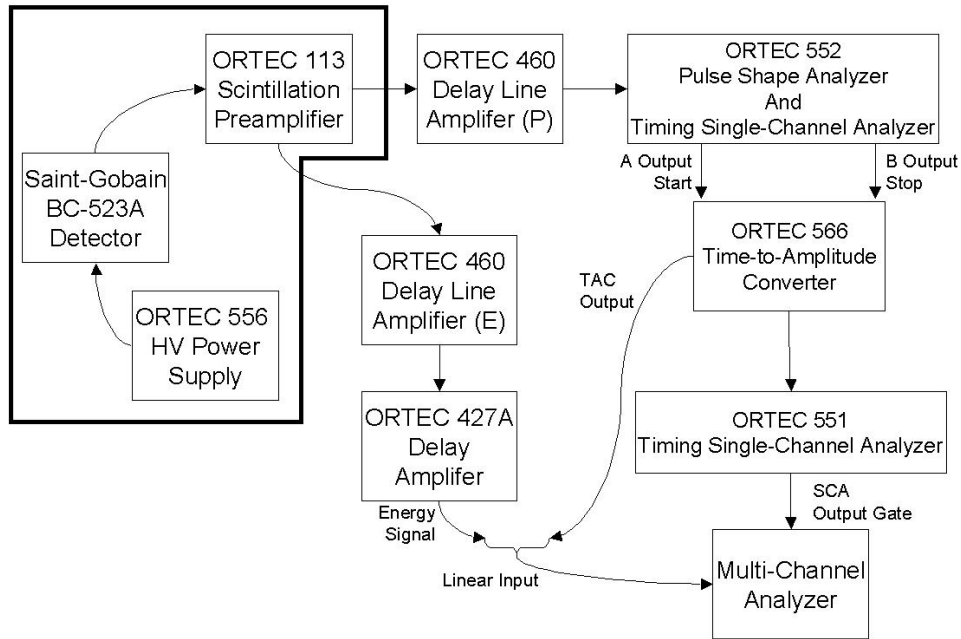 ORTEC 113
Scintillation
Preamplifier
ORTEC 460
Delay Line
Amplifer (P)
ORTEC 552
Pulse Shape Analyzer
And
Timing Single-Channel Analyzer
Saint-Gobain
BC-523A
Detector
A Output
Start
B Output
Stop
ORTEC 460
Delay Line
Amplifier (E)
TAC
Output
ORTEC 566
Time-to-Amplitude
Converter
ORTEC 556
HV Power
Supply
ORTEC 427A
Delay
Amplifer
ORTEC 551
Timing Single-Channel Analyzer
Energy
Signal
SCA
Output Gate
Linear Input
Multi-Channel
Analyzer